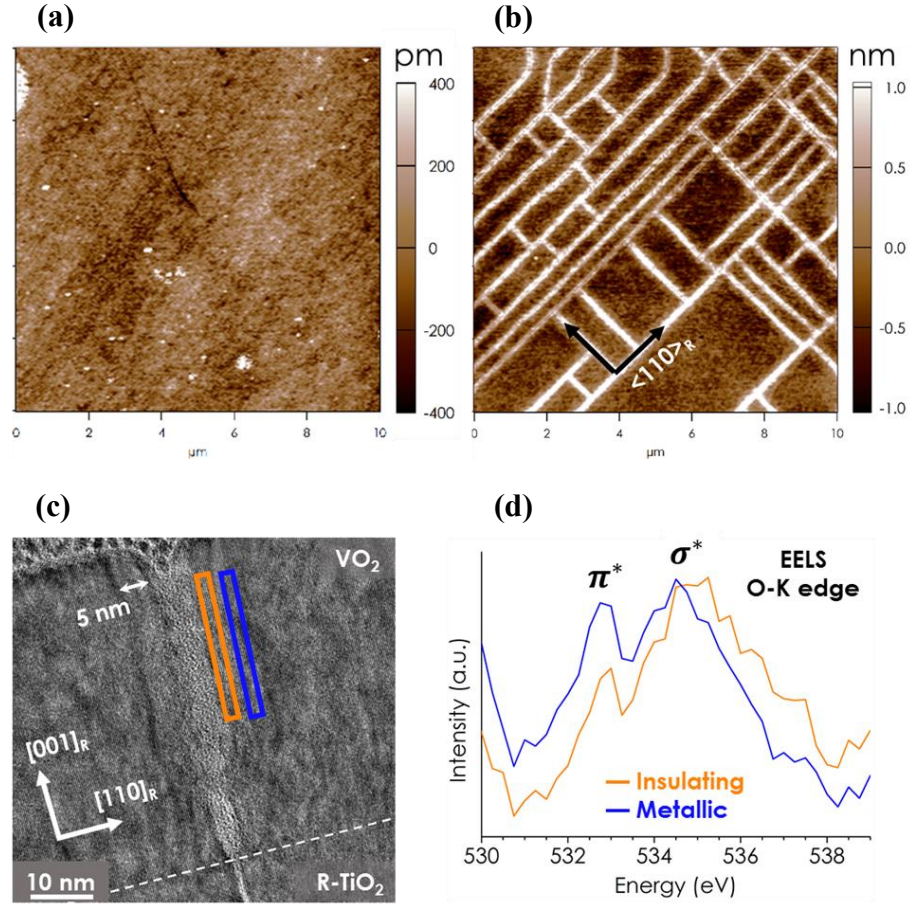 (a)
pm
400
200
0
-200
-400
0 2 4 6 8 10
µm
(b)
nm
1.0
0.5
0.0
-0.5
-1.0
<110>R
0 2 4 6 8 10
µm
(c)
VO2
5 nm
[001]R
[110]R
10 nm
R-TiO2
(d)
π* σ* EELS
O-K edge
Intensity (a.u.)
Insulating
Metallic
530 532 534 536 538
Energy (eV)